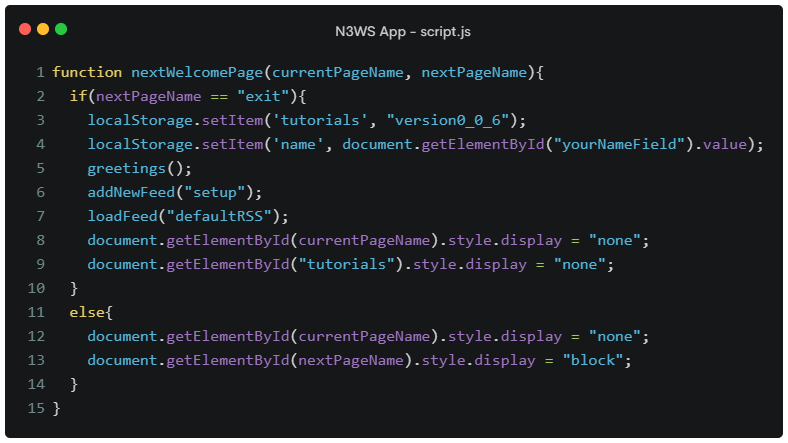 N3WS App - script.js
1 function nextWelcomePage(currentPageName, nextPageName){
2   if(nextPageName == "exit"){
3     localStorage.setItem('tutorials', "version0_0_6");
4     localStorage.setItem('name', document.getElementById("yourNameField").value);
5     greetings();
6     addNewFeed("setup");
7     loadFeed("defaultRSS");
8     document.getElementById(currentPageName).style.display = "none";
9     document.getElementById("tutorials").style.display = "none";
10   }
11   else{
12     document.getElementById(currentPageName).style.display = "none";
13     document.getElementById(nextPageName).style.display = "block";
14   }
15 }